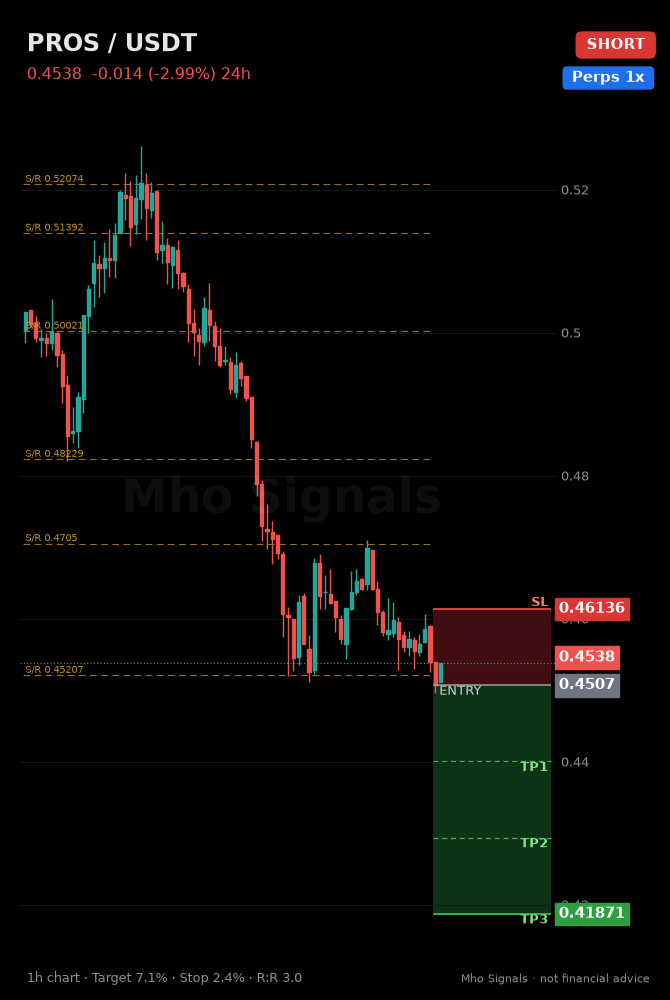 PROS / USDT
SHORT
0.4538 -0.014 (-2.99%) 24h
Perps 1x
S/R 0.52074
0.52
S/R 0.51392
S/R 0.50021
0.5
S/R 0.48229
0.48
Mho Signals
S/R 0.4705
SL
0.46136
0.4538
S/R 0.45207
0.4507
ENTRY
0.44
TP1
TP2
0.41871
TP3
1h chart · Target 7.1% · Stop 2.4% · R:R 3.0
Mho Signals · not financial advice